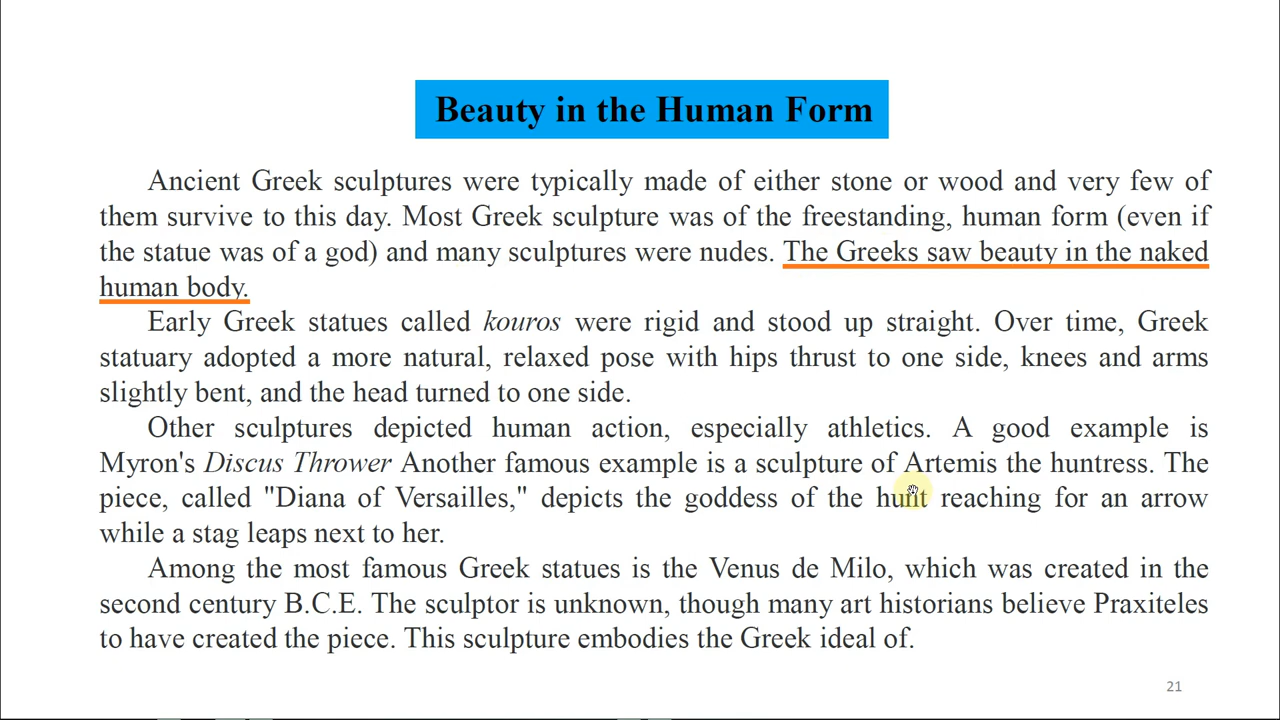 Beauty in the Human Form
Ancient Greek sculptures were typically made of either stone or wood and very few of
them survive to this day. Most Greek sculpture was of the freestanding, human form (even if
the statue was of a god) and many sculptures were nudes. The Greeks saw beauty in the naked
human body.
Early Greek statues called kouros were rigid and stood up straight. Over time, Greek
statuary adopted a more natural, relaxed pose with hips thrust to one side, knees and arms
slightly bent, and the head turned to one side.
Other sculptures depicted human action, especially athletics. A good example is
Myron's Discus Thrower Another famous example is a sculpture of Artemis the huntress. The
piece, called "Diana of Versailles," depicts the goddess of the hunt reaching for an arrow
while a stag leaps next to her.
Among the most famous Greek statues is the Venus de Milo, which was created in the
second century B.C.E. The sculptor is unknown, though many art historians believe Praxiteles
to have created the piece. This sculpture embodies the Greek ideal of.
21